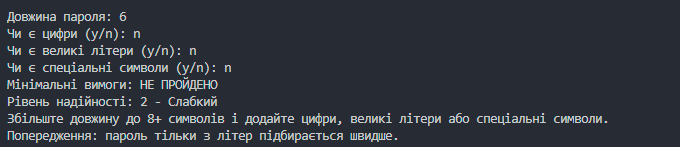 Довжина пароля: 6
Чи є цифри (y/n): n
Чи є великі літери (y/n): n
Чи є спеціальні символи (y/n): n
Мінімальні вимоги: НЕ ПРОЙДЕНО
Рівень надійності: 2 - Слабкий
Збільште довжину до 8+ символів і додайте цифри, великі літери або спеціальні символи.
Попередження: пароль тільки з літер підбирається швидше.